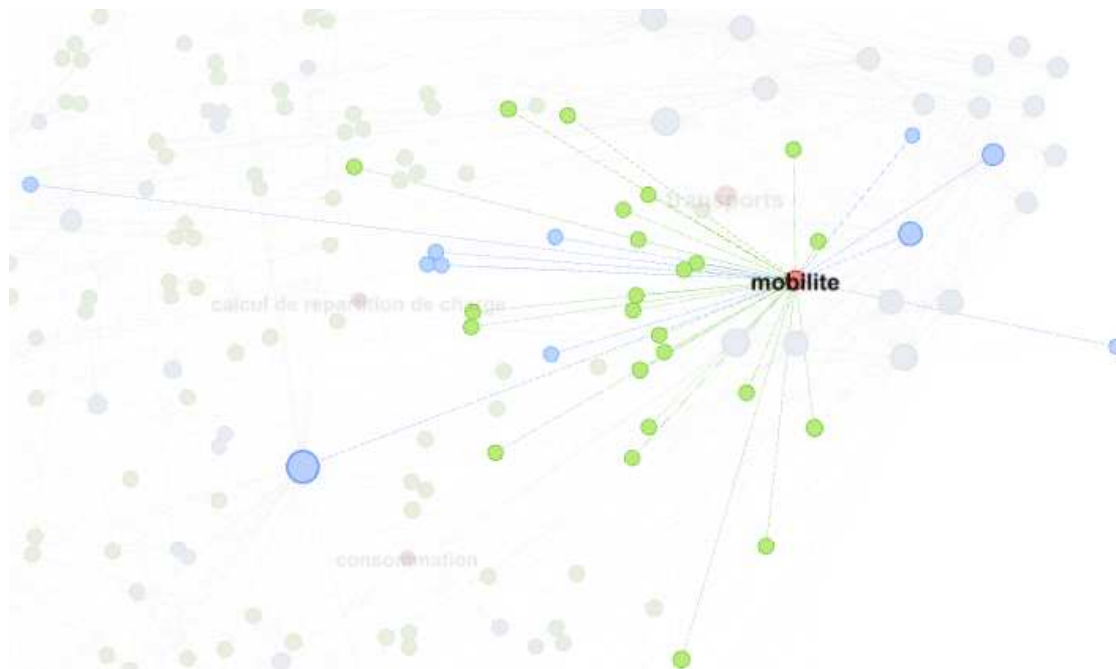 transports
mobilite
calcul de repartition de charge
consommation